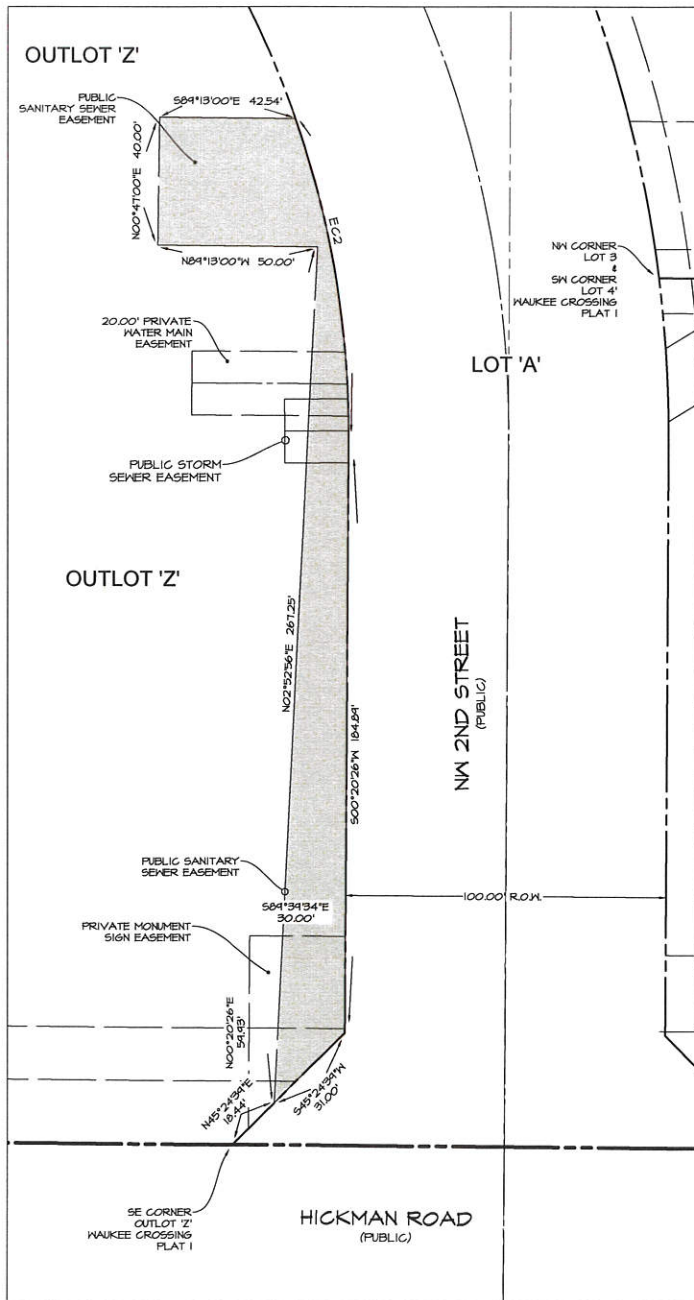 OUTLOT 'Z'
PUBLIC
SANITARY SEWER
EASEMENT
S89°13'00"E 42.54'
N00°47'00"E 40.00'
EC2
N89°13'00"W 50.00'
NW CORNER
LOT 3
&
SW CORNER
LOT 4'
WAUKEE CROSSING
PLAT 1
20.00' PRIVATE
WATER MAIN
EASEMENT
LOT 'A'
PUBLIC STORM
SEWER EASEMENT
OUTLOT 'Z'
N02°52'56"E 267.25'
S00°20'26"W 184.89'
NW 2ND STREET
(PUBLIC)
PUBLIC SANITARY
SEWER EASEMENT
S89°39'34"E
30.00'
100.00' R.O.W.
PRIVATE MONUMENT
SIGN EASEMENT
N00°20'26"E
59.93'
N45°24'39"E
18.44'
S45°24'39"W
31.00'
SE CORNER
OUTLOT 'Z'
WAUKEE CROSSING
PLAT 1
HICKMAN ROAD
(PUBLIC)